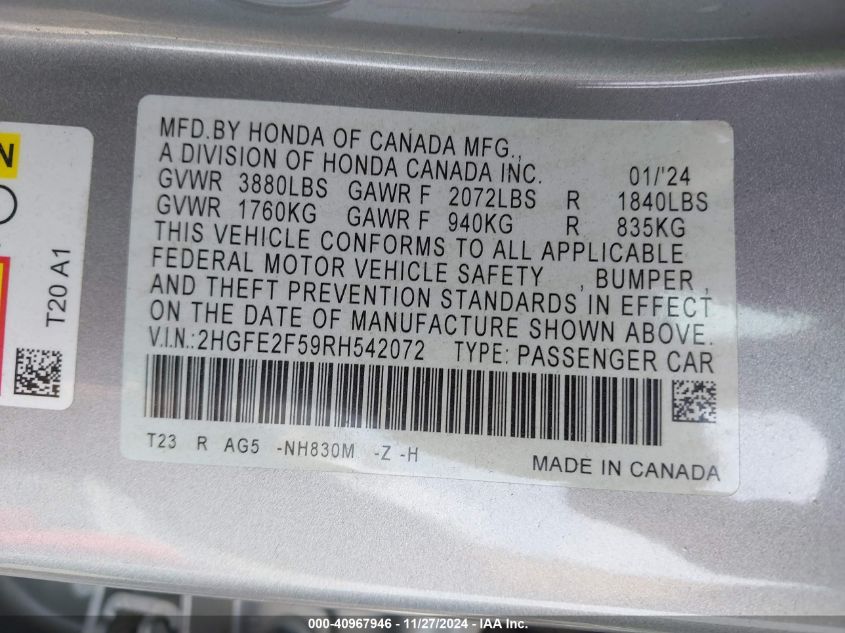 N
T20 A1
MFD.BY HONDA OF CANADA MFG.,
A DIVISION OF HONDA CANADA INC. 01/'24
GVWR 3880LBS GAWR F 2072LBS R 1840LBS
GVWR 1760KG GAWR F 940KG R 835KG
THIS VEHICLE CONFORMS TO ALL APPLICABLE
FEDERAL MOTOR VEHICLE SAFETY , BUMPER ,
AND THEFT PREVENTION STANDARDS IN EFFECT
ON THE DATE OF MANUFACTURE SHOWN ABOVE.
V.I.N.:2HGFE2F59RH542072 TYPE: PASSENGER CAR
T23 R AG5 -NH830M -Z -H
MADE IN CANADA
000-40967946 - 11/27/2024 - IAA Inc.